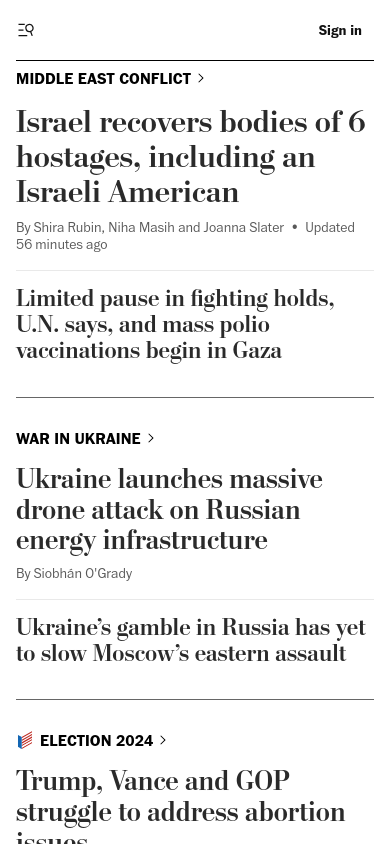 Sign in
MIDDLE EAST CONFLICT
Israel recovers bodies of 6
hostages, including an
Israeli American
By Shira Rubin, Niha Masih and Joanna Slater • Updated
56 minutes ago
Limited pause in fighting holds,
U.N. says, and mass polio
vaccinations begin in Gaza
WAR IN UKRAINE
Ukraine launches massive
drone attack on Russian
energy infrastructure
By Siobhán O'Grady
Ukraine’s gamble in Russia has yet
to slow Moscow’s eastern assault
ELECTION 2024
Trump, Vance and GOP
struggle to address abortion
issues